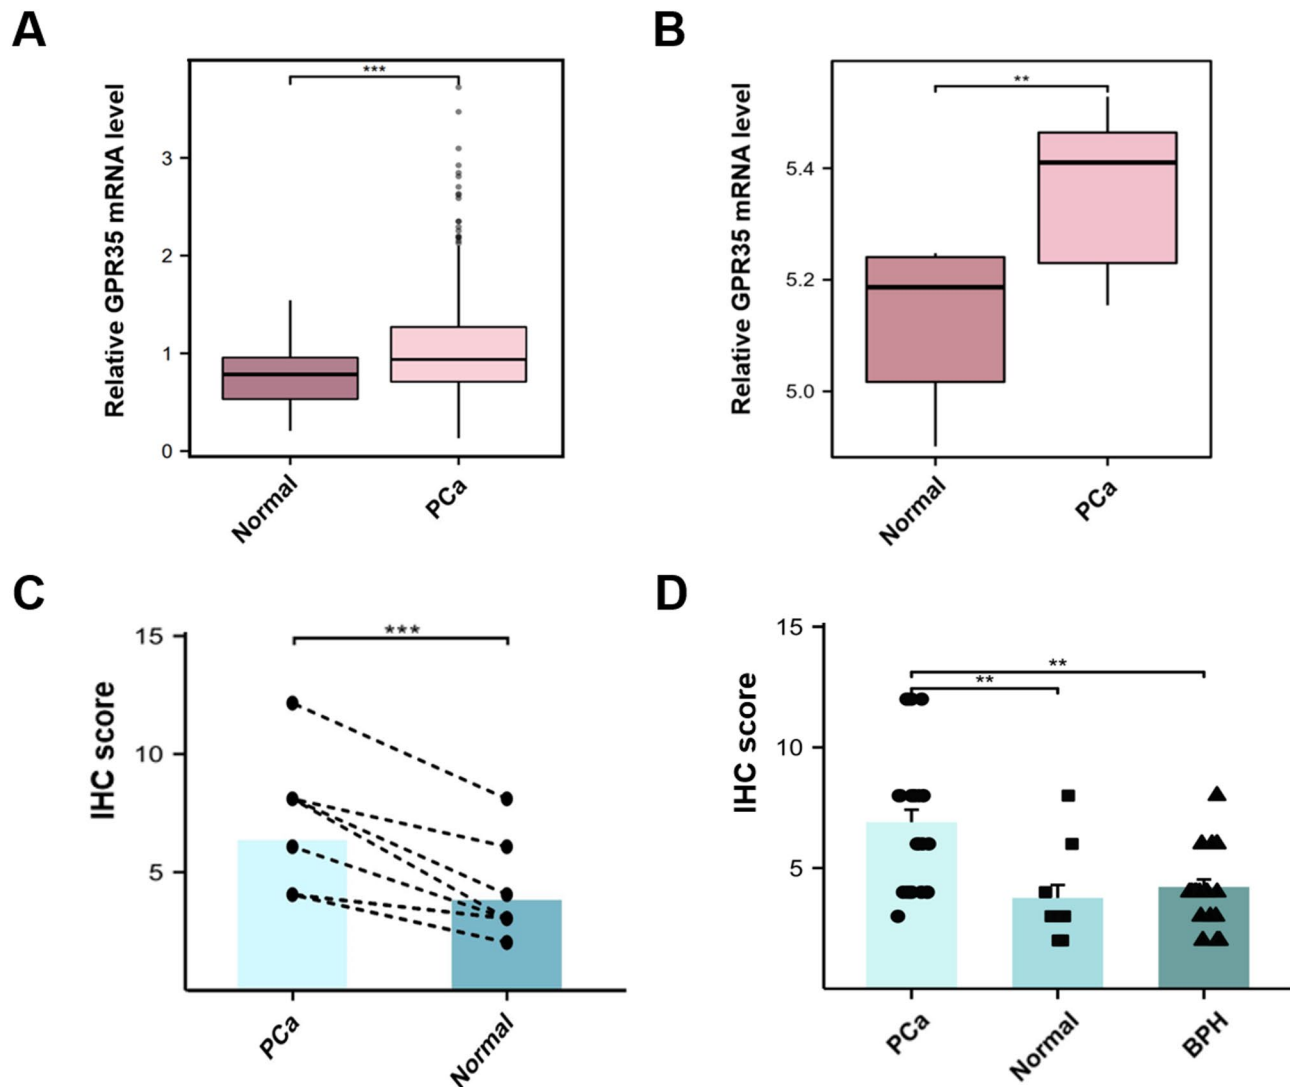 A
B
Relative GPR35 mRNA level
***
3
2
1
0
Normal
PCa
Relative GPR35 mRNA level
**
5.4
5.2
5.0
Normal
PCa
C
D
IHC score
15
10
5
***
PCa
Normal
IHC score
15
10
5
**
**
PCa
Normal
BPH